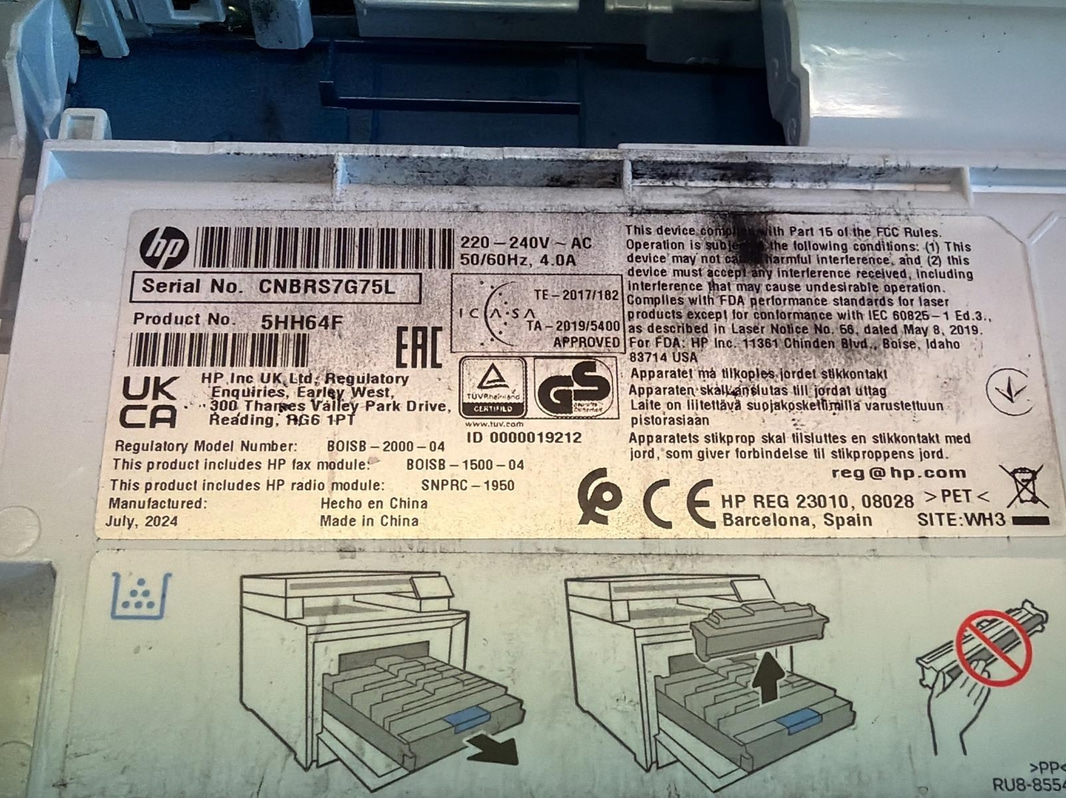 hp
220-240V ~ AC
50/60Hz, 4.0A
Serial No. CNBRS7G75L
Product No. 5HH64F
EAC
ICASA
TE-2017/182
TA-2019/5400
APPROVED
UK
CA
HP Inc UK Ltd, Regulatory
Enquiries, Earley West,
300 Thames Valley Park Drive,
Reading, RG6 1PT
TÜVRheinland
CERTIFIED
GS
www.tuv.com
ID 0000019212
Regulatory Model Number: BOISB-2000-04
This product includes HP fax module: BOISB-1500-04
This product includes HP radio module: SNPRC-1950
Manufactured: Hecho en China
July, 2024 Made in China
This device complies with Part 15 of the FCC Rules.
Operation is subject to the following conditions: (1) This
device may not cause harmful interference, and (2) this
device must accept any interference received, including
interference that may cause undesirable operation.
Complies with FDA performance standards for laser
products except for conformance with IEC 60825-1 Ed.3.,
as described in Laser Notice No. 56, dated May 8, 2019.
For FDA: HP Inc. 11361 Chinden Blvd., Boise, Idaho
83714 USA
Apparatet må tilkoples jordet stikkontakt
Apparaten skall anslutas till jordat uttag
Laite on liitettävä suojakoskettimilla varustettuun
pistorasiaan
Apparatets stikprop skal tilsluttes en stikkontakt med
jord, som giver forbindelse til stikproppens jord.
reg@hp.com
CE HP REG 23010, 08028 >PET<
Barcelona, Spain SITE:WH3
>PP<
RU8-8554